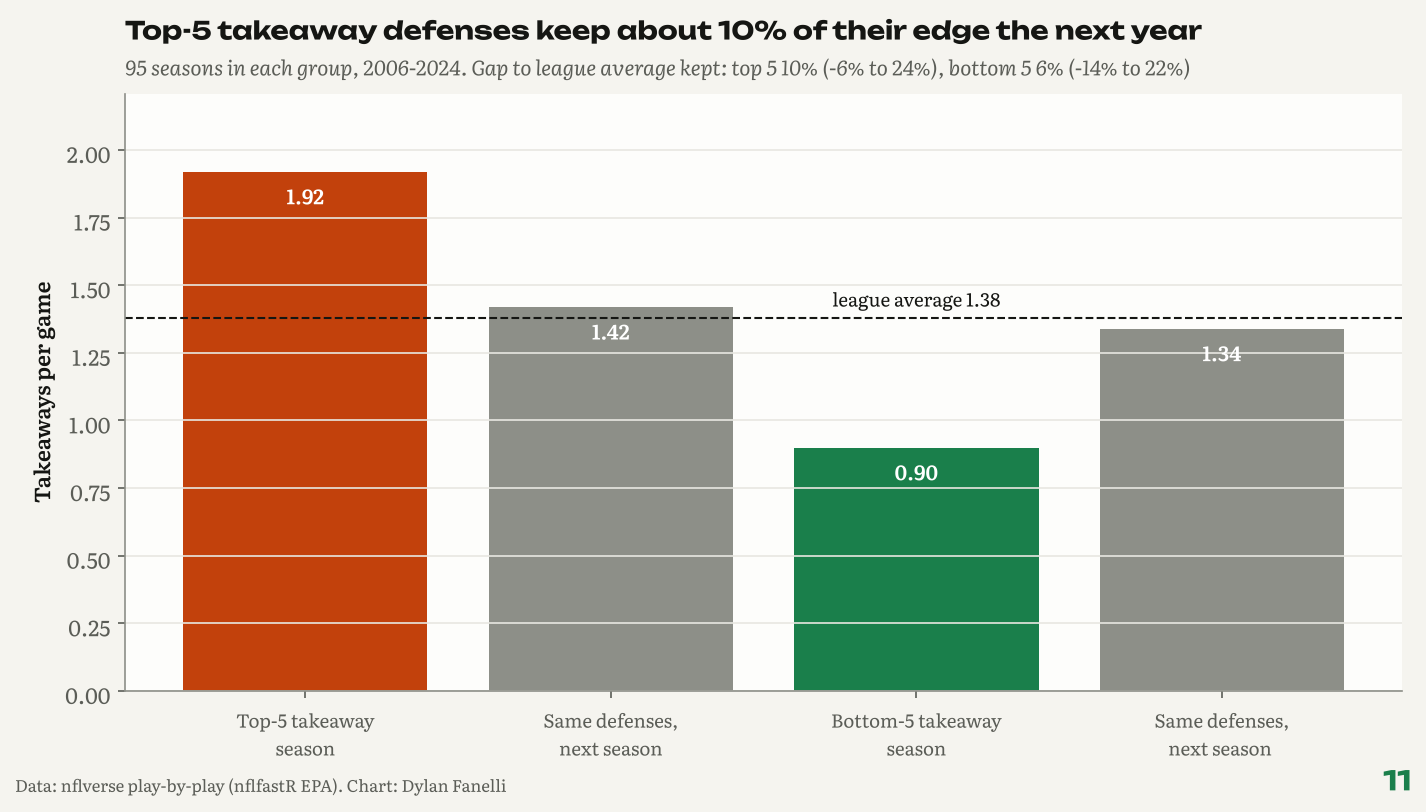 Top-5 takeaway defenses keep about 10% of their edge the next year
95 seasons in each group, 2006-2024. Gap to league average kept: top 5 10% (-6% to 24%), bottom 5 6% (-14% to 22%)
Takeaways per game
2.00
1.75
1.50
1.25
1.00
0.75
0.50
0.25
0.00
1.92
1.42
league average 1.38
0.90
1.34
Top-5 takeaway
season
Same defenses,
next season
Bottom-5 takeaway
season
Same defenses,
next season
Data: nflverse play-by-play (nflfastR EPA). Chart: Dylan Fanelli
11